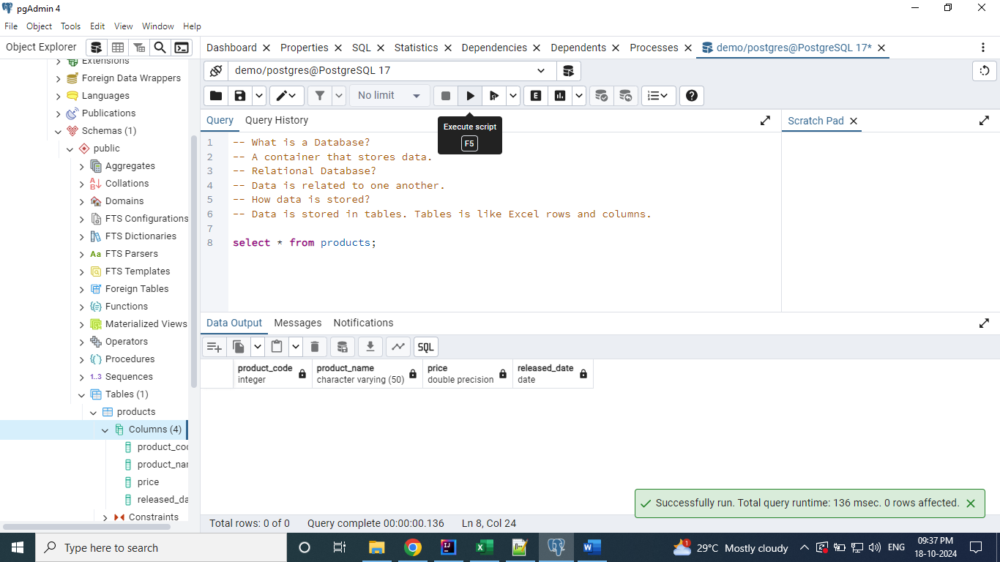 pgAdmin 4
File Object Tools Edit View Window Help
Object Explorer
Dashboard Properties SQL Statistics Dependencies Dependents Processes demo/postgres@PostgreSQL 17*
Extensions
Foreign Data Wrappers
Languages
Publications
Schemas (1)
public
Aggregates
Collations
Domains
FTS Configurations
FTS Dictionaries
Aa FTS Parsers
FTS Templates
Foreign Tables
Functions
Materialized Views
Operators
Procedures
1..3 Sequences
Tables (1)
products
Columns (4)
product_co
product_na
price
released_da
Constraints
demo/postgres@PostgreSQL 17
No limit
E
Query Query History
Execute script
F5
Scratch Pad
1 -- What is a Database?
2 -- A container that stores data.
3 -- Relational Database?
4 -- Data is related to one another.
5 -- How data is stored?
6 -- Data is stored in tables. Tables is like Excel rows and columns.
7
8 select * from products;
Data Output Messages Notifications
SQL
product_code product_name price released_date
integer character varying (50) double precision date
Successfully run. Total query runtime: 136 msec. 0 rows affected.
Total rows: 0 of 0 Query complete 00:00:00.136 Ln 8, Col 24
Type here to search
1
29°C Mostly cloudy
ENG
09:37 PM
18-10-2024